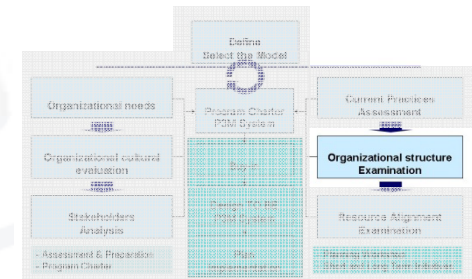 Define
Select the Model
Organizational needs
Program Charter
PDM System
Current Practices
Assessment
Organizational cultural
evaluation
Organizational structure
Examination
Stakeholders
Analysis
Resource Alignment
Examination
- Assessment & Preparation
- Program Charter
Plan